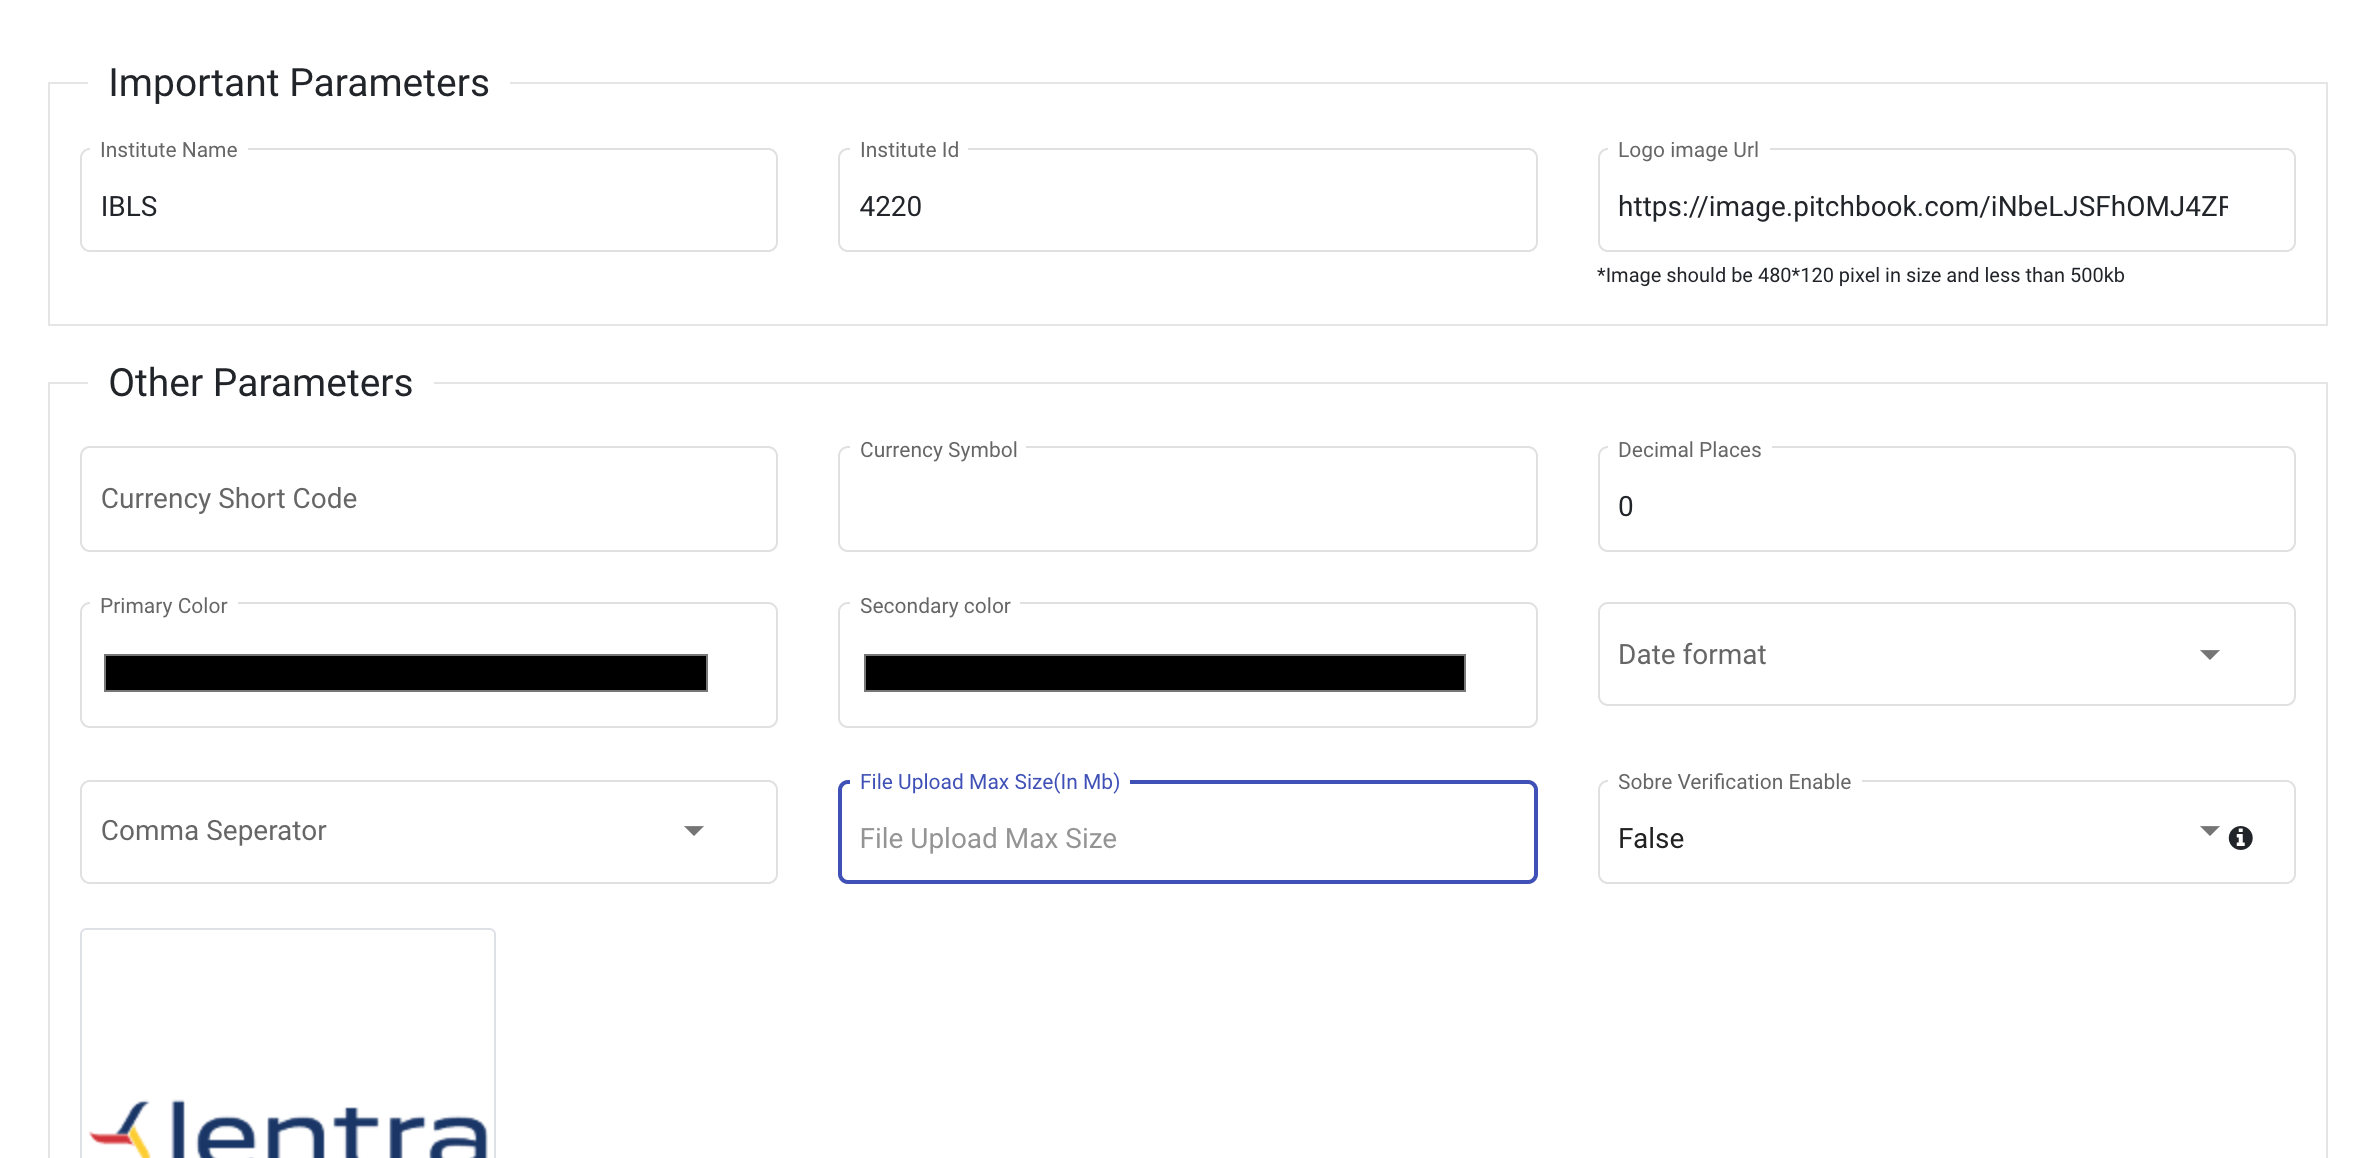 Important Parameters
Institute Name
IBLS
Institute Id
4220
Logo image Url
https://image.pitchbook.com/iNbeLJSFhOMJ4ZF
*Image should be 480*120 pixel in size and less than 500kb
Other Parameters
Currency Short Code
Currency Symbol
Decimal Places
0
Primary Color
Secondary color
Date format
Comma Seperator
File Upload Max Size(In Mb)
File Upload Max Size
Sobre Verification Enable
False
lentra